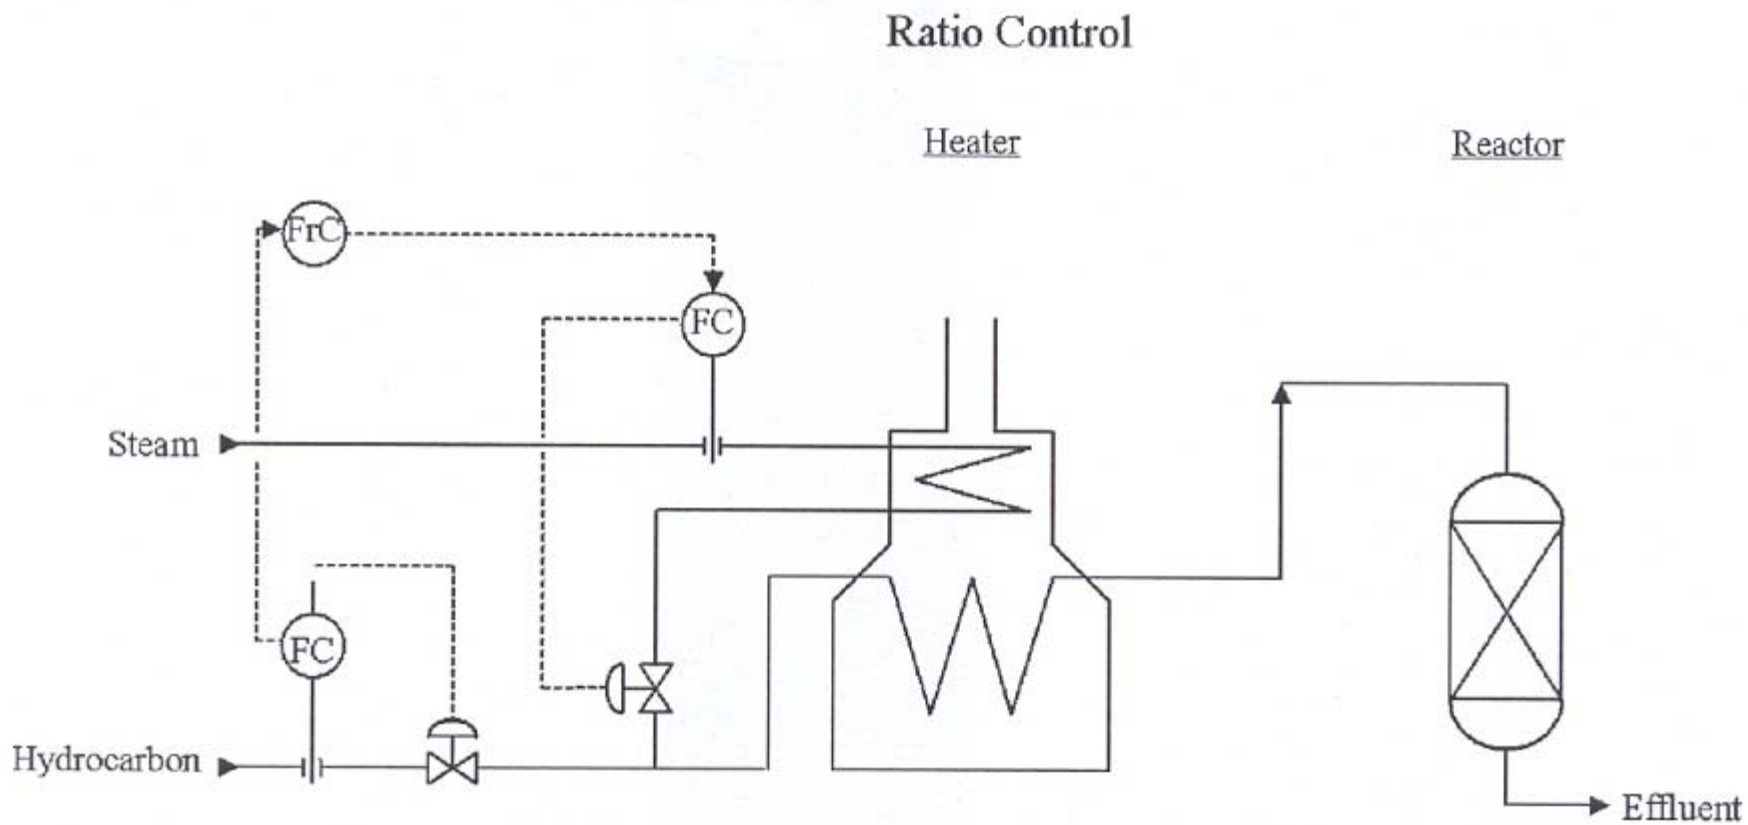 Ratio Control
Heater
Reactor
FrC
FC
Steam
FC
Hydrocarbon
Effluent